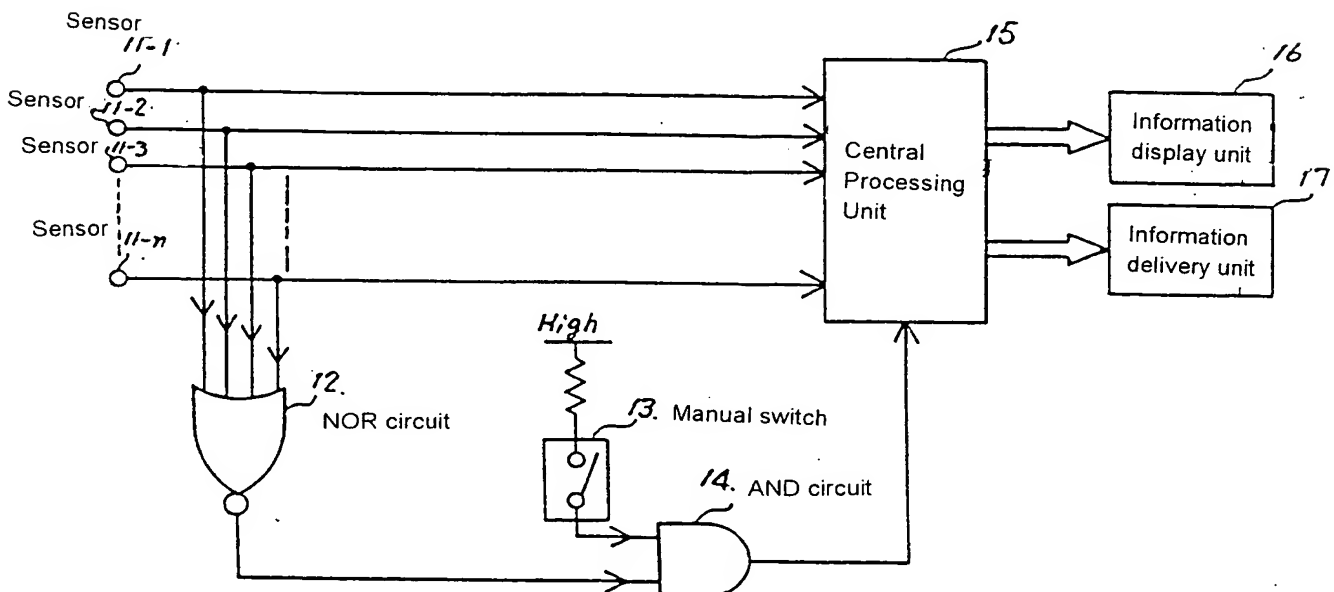 Sensor
11-1
Sensor 11-2
Sensor 11-3
Sensor
11-n
15
16
Central
Processing
Unit
Information
display unit
17
Information
delivery unit
High
12.
NOR circuit
13. Manual switch
14. AND circuit